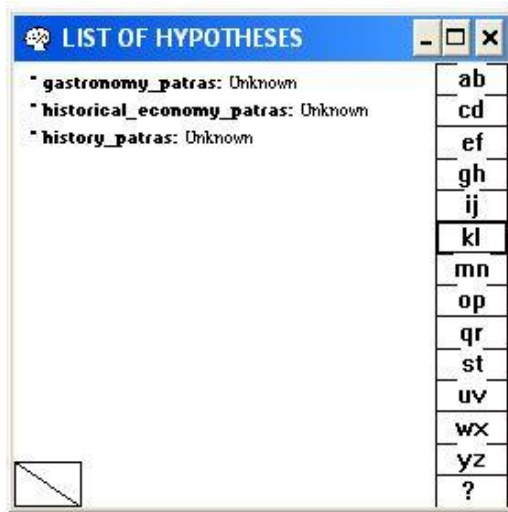 LIST OF HYPOTHESES
gastronomy_patras: Unknown
historical_economy_patras: Unknown
history_patras: Unknown
ab
cd
ef
gh
ij
kl
mn
op
qr
st
uv
wx
yz
?